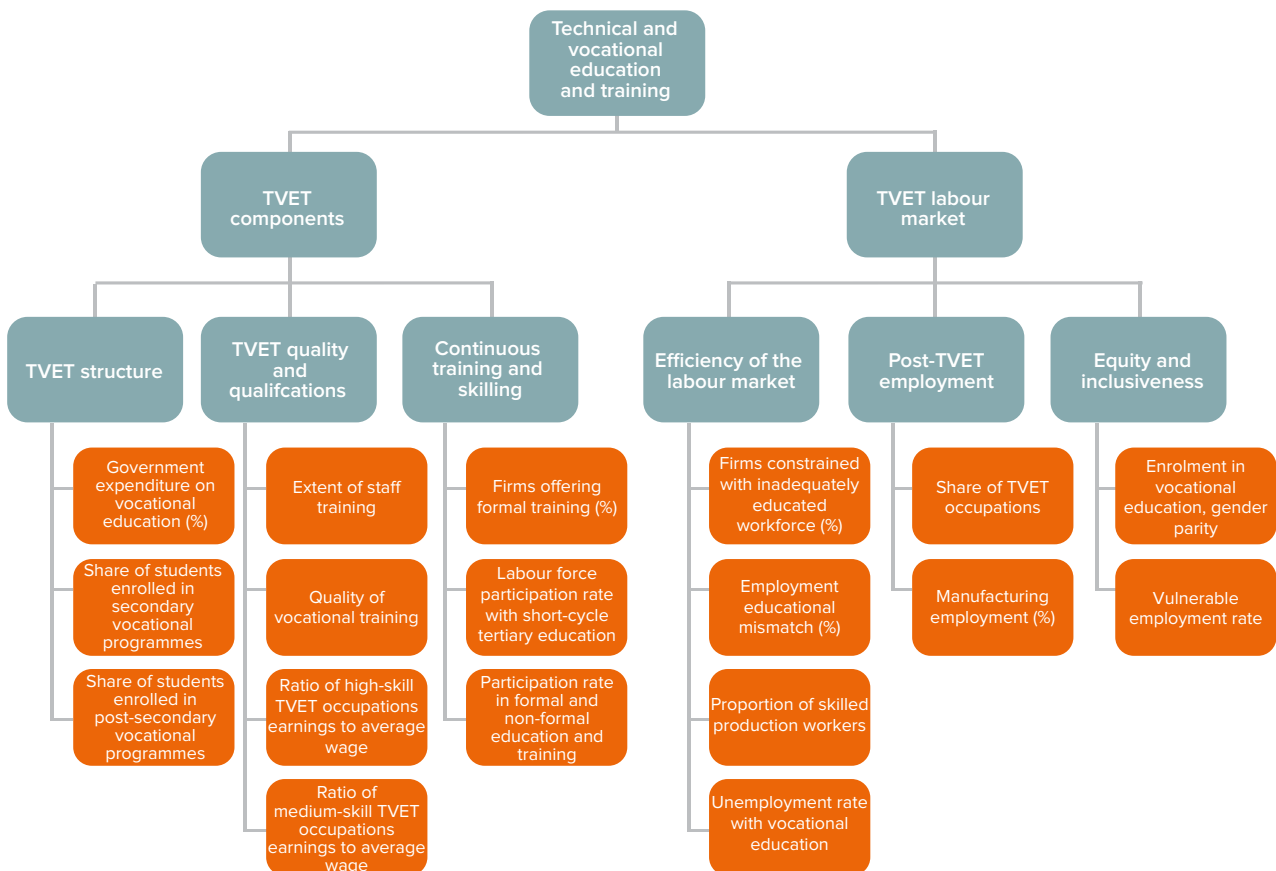 Technical and
vocational
education
and training
TVET
components
TVET labour
market
TVET structure
TVET quality
and
qualifcations
Continuous
training and
skilling
Efficiency of the
labour market
Post-TVET
employment
Equity and
inclusiveness
Government
expenditure on
vocational
education (%)
Share of students
enrolled in
secondary
vocational
programmes
Share of students
enrolled in
post-secondary
vocational
programmes
Extent of staff
training
Quality of
vocational training
Ratio of high-skill
TVET occupations
earnings to average
wage
Ratio of
medium-skill TVET
occupations
earnings to average
wage
Firms offering
formal training (%)
Labour force
participation rate
with short-cycle
tertiary education
Participation rate
in formal and
non-formal
education and
training
Firms constrained
with inadequately
educated
workforce (%)
Employment
educational
mismatch (%)
Proportion of skilled
production workers
Unemployment rate
with vocational
education
Share of TVET
occupations
Manufacturing
employment (%)
Enrolment in
vocational
education, gender
parity
Vulnerable
employment rate